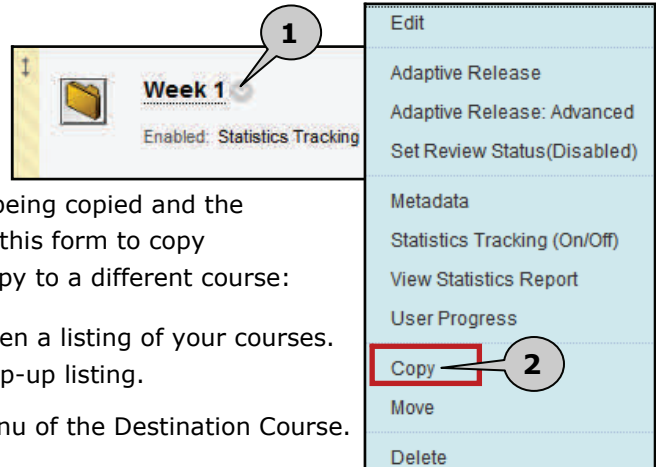 1
Week 1
Enabled: Statistics Tracking
being copied and the
this form to copy
py to a different course:
en a listing of your courses.
p-up listing.
nu of the Destination Course.
Edit
Adaptive Release
Adaptive Release: Advanced
Set Review Status(Disabled)
Metadata
Statistics Tracking (On/Off)
View Statistics Report
User Progress
Copy
2
Move
Delete